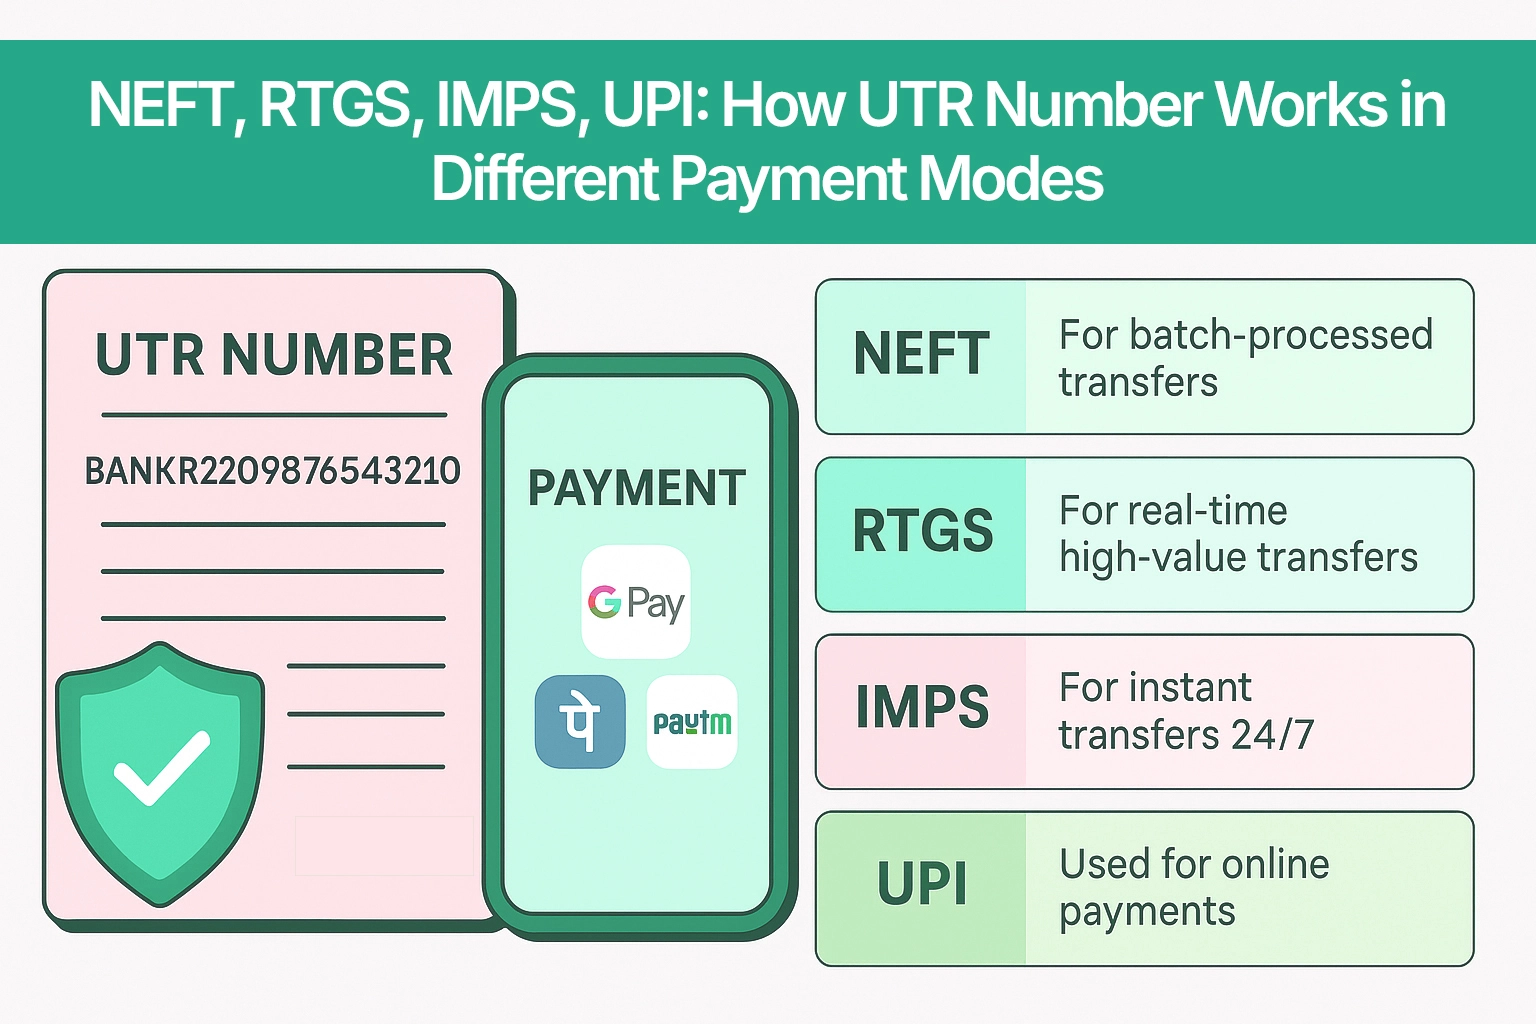 NEFT, RTGS, IMPS, UPI: How UTR Number Works in
Different Payment Modes
UTR NUMBER
BANKR2209876543210
PAYMENT
G Pay
पे
paytm
NEFT
For batch-processed
transfers
RTGS
For real-time
high-value transfers
IMPS
For instant
transfers 24/7
UPI
Used for online
payments